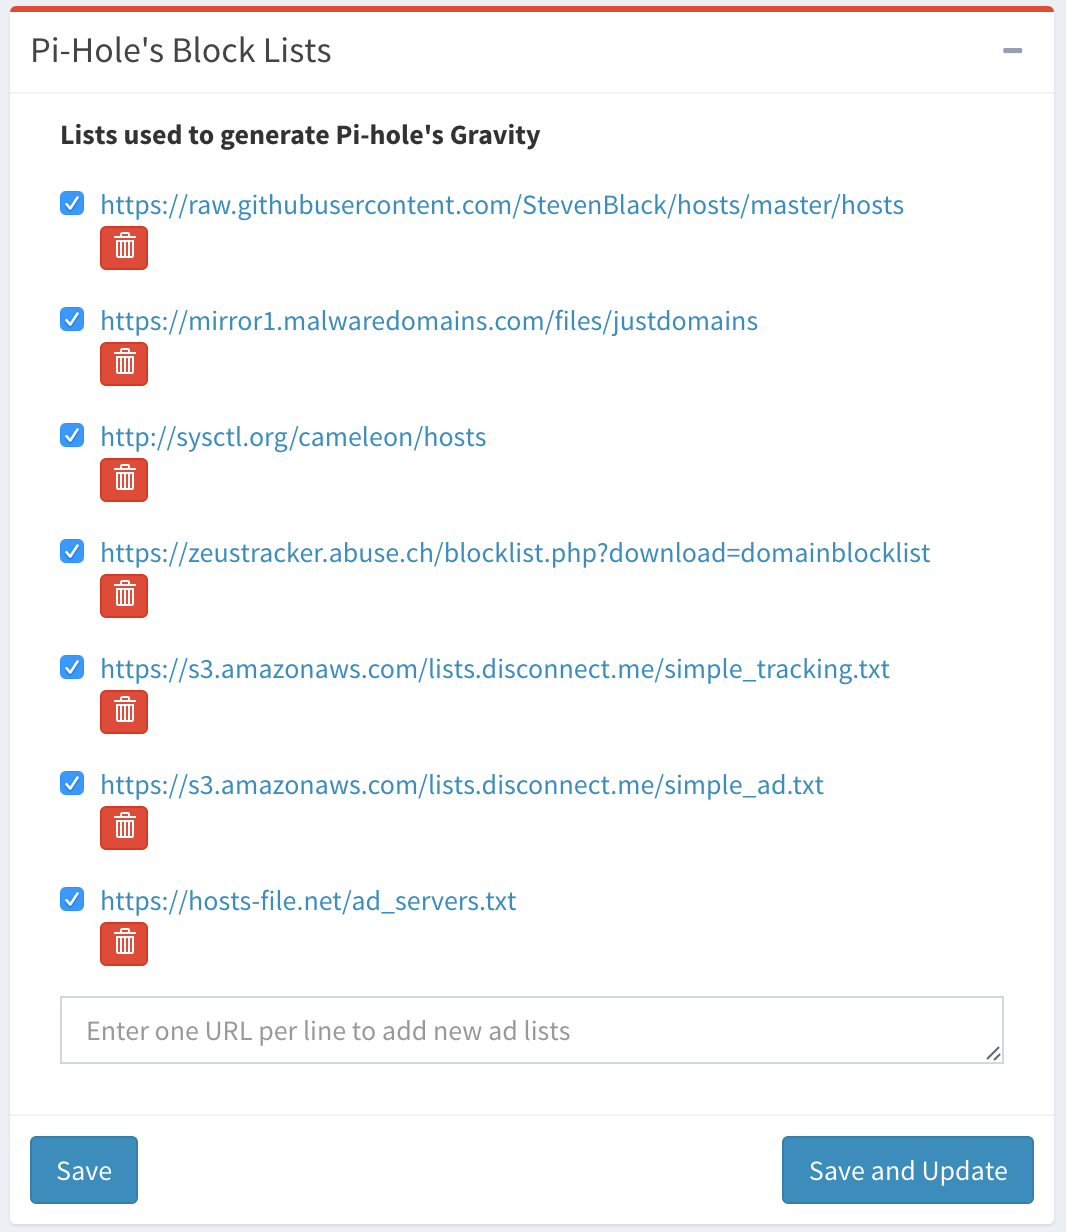 Pi-Hole's Block Lists
Lists used to generate Pi-hole's Gravity
https://raw.githubusercontent.com/StevenBlack/hosts/master/hosts
https://mirror1.malwaredomains.com/files/justdomains
http://sysctl.org/cameleon/hosts
https://zeustracker.abuse.ch/blocklist.php?download=domainblocklist
https://s3.amazonaws.com/lists.disconnect.me/simple_tracking.txt
https://s3.amazonaws.com/lists.disconnect.me/simple_ad.txt
https://hosts-file.net/ad_servers.txt
Enter one URL per line to add new ad lists
Save
Save and Update